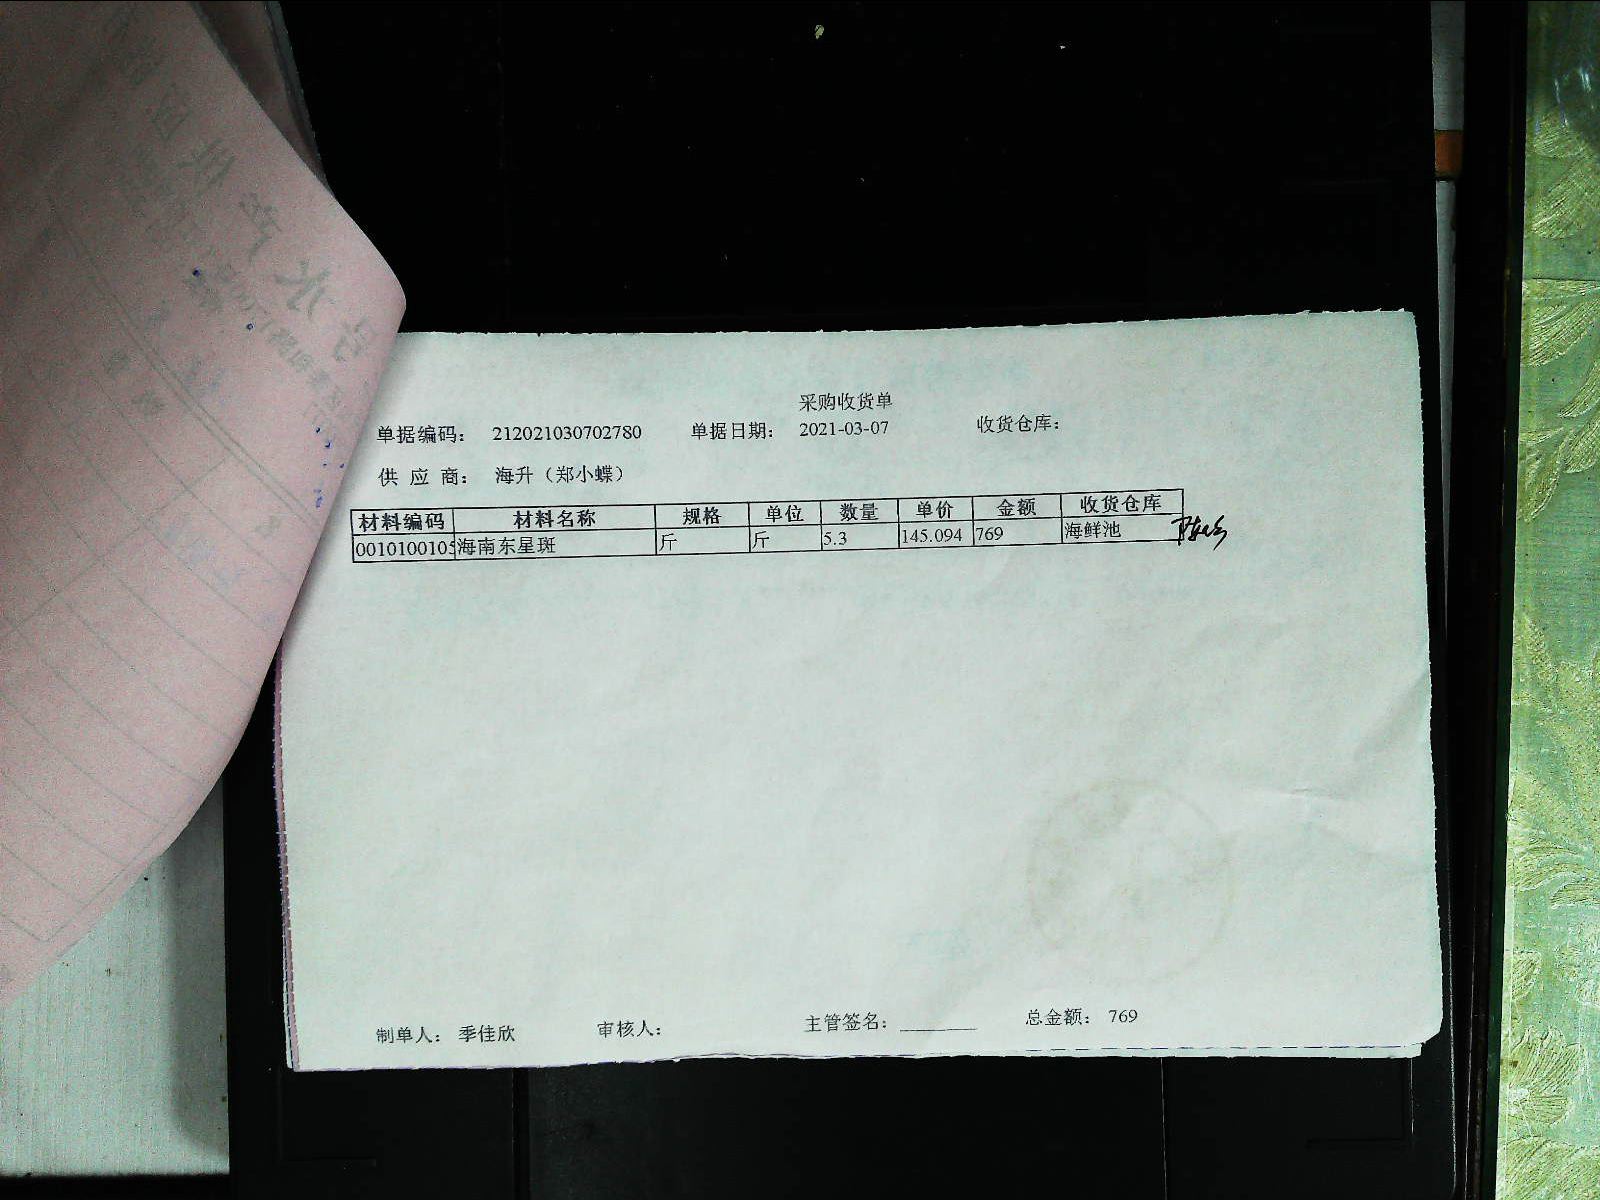 采购收货单
单据编码： 212021030702780 单据日期： 2021-03-07 收货仓库：
供 应 商： 海升（郑小蝶）
材料编码 材料名称 规格 单位 数量 单价 金额 收货仓库
0010100105 海南东星斑 斤 斤 5.3 145.094 769 海鲜池
制单人： 季佳欣 审核人： 主管签名：________ 总金额： 769